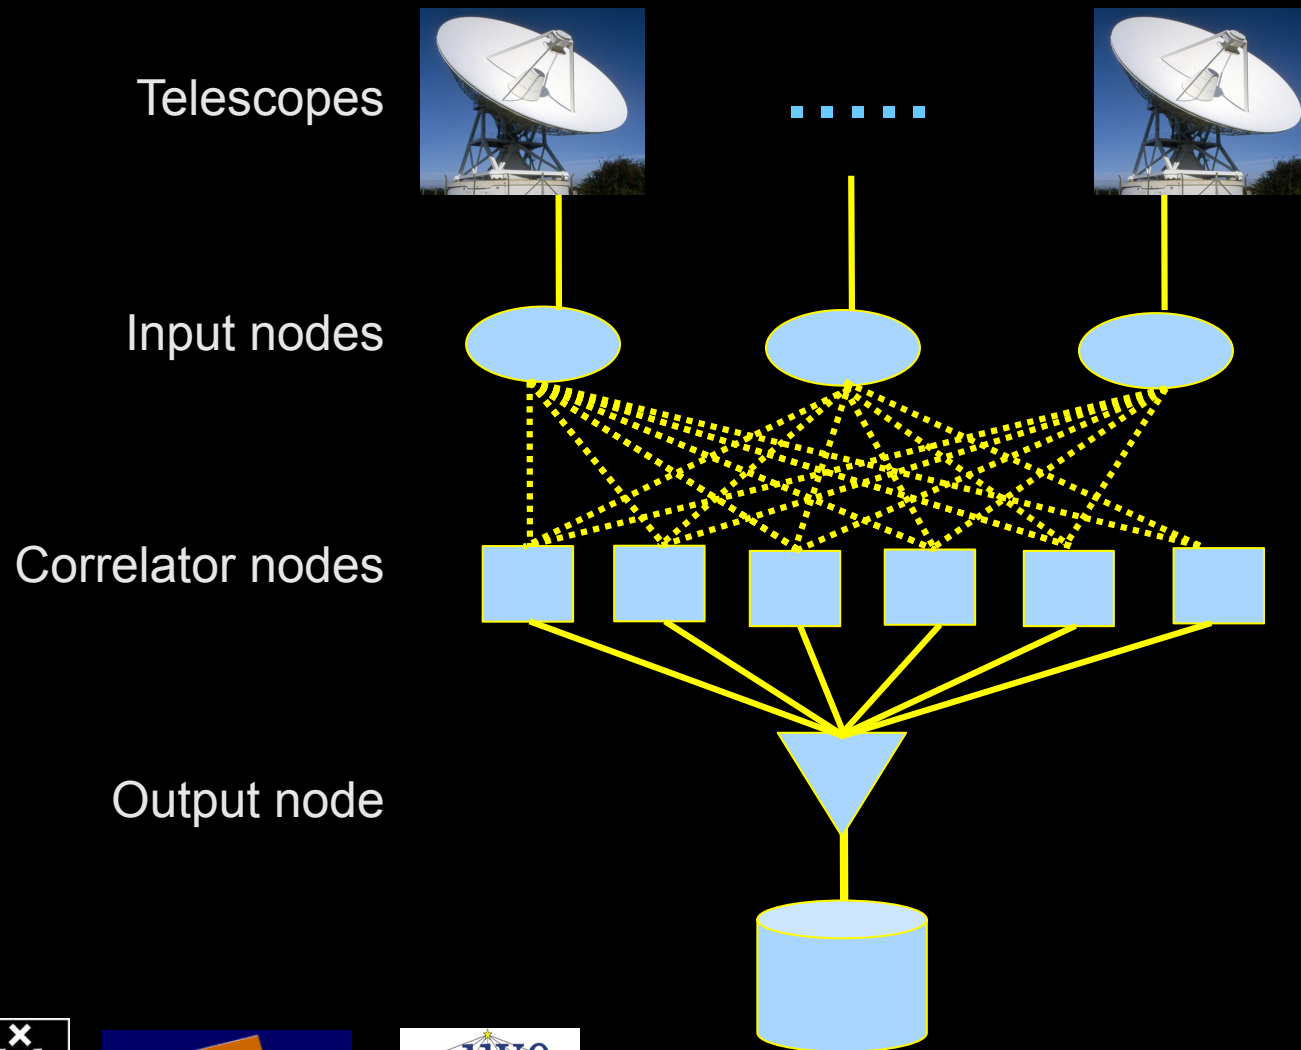 Telescopes
Input nodes
Correlator nodes
Output node